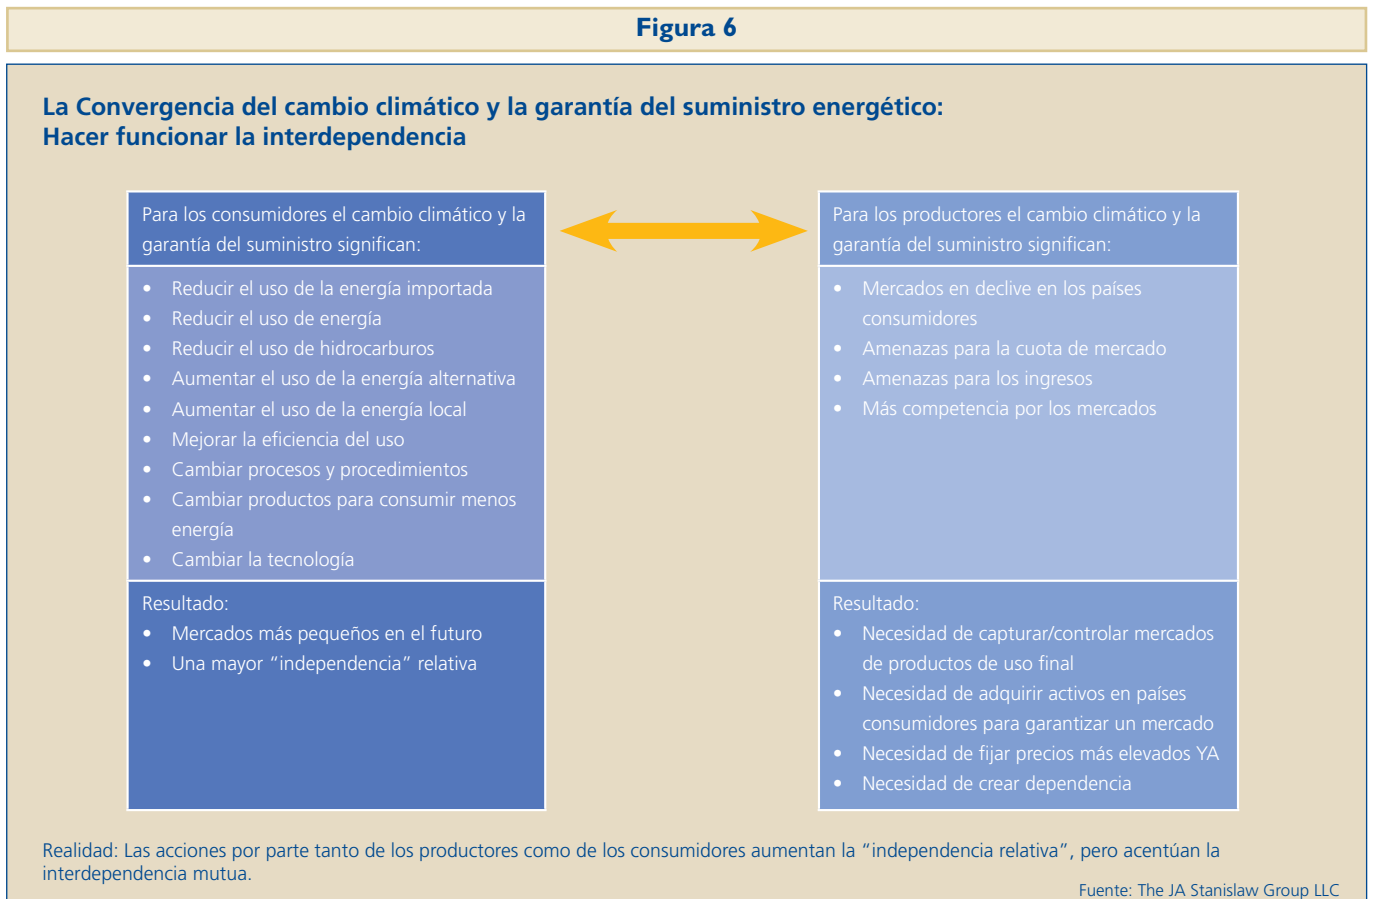 Figura 6
La Convergencia del cambio climático y la garantía del suministro energético:
Hacer funcionar la interdependencia
Para los consumidores el cambio climático y la
garantía del suministro significan:
• Reducir el uso de la energía importada
• Reducir el uso de energía
• Reducir el uso de hidrocarburos
• Aumentar el uso de la energía alternativa
• Aumentar el uso de la energía local
• Mejorar la eficiencia del uso
• Cambiar procesos y procedimientos
• Cambiar productos para consumir menos
energía
• Cambiar la tecnología
Resultado:
• Mercados más pequeños en el futuro
• Una mayor “independencia” relativa
Para los productores el cambio climático y la
garantía del suministro significan:
• Mercados en declive en los países
consumidores
• Amenazas para la cuota de mercado
• Amenazas para los ingresos
• Más competencia por los mercados
Resultado:
• Necesidad de capturar/controlar mercados
de productos de uso final
• Necesidad de adquirir activos en países
consumidores para garantizar un mercado
• Necesidad de fijar precios más elevados YA
• Necesidad de crear dependencia
Realidad: Las acciones por parte tanto de los productores como de los consumidores aumentan la “independencia relativa”, pero acentúan la
interdependencia mutua.
Fuente: The JA Stanislaw Group LLC